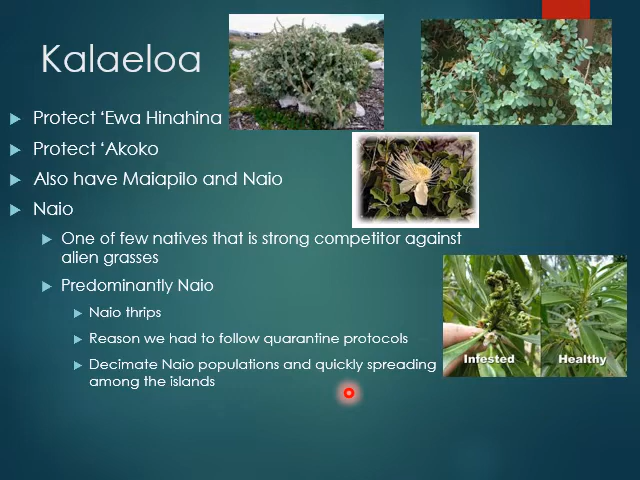 Kalaeloa
Protect ‘Ewa Hinahina
Protect ‘Akoko
Also have Maiapilo and Naio
Naio
One of few natives that is strong competitor against
alien grasses
Predominantly Naio
Naio thrips
Reason we had to follow quarantine protocols
Decimate Naio populations and quickly spreading
among the islands
Infested
Healthy